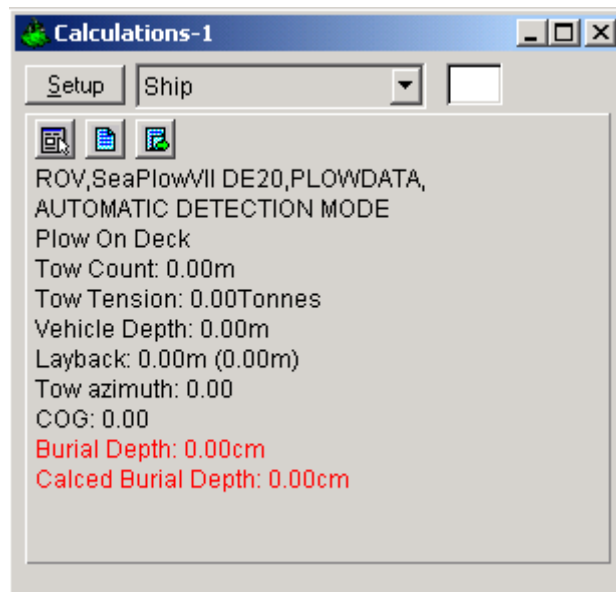 Calculations-1
Setup Ship
ROV,SeaPlowVII DE20,PLOWDATA,
AUTOMATIC DETECTION MODE
Plow On Deck
Tow Count: 0.00m
Tow Tension: 0.00Tonnes
Vehicle Depth: 0.00m
Layback: 0.00m (0.00m)
Tow azimuth: 0.00
COG: 0.00
Burial Depth: 0.00cm
Calced Burial Depth: 0.00cm